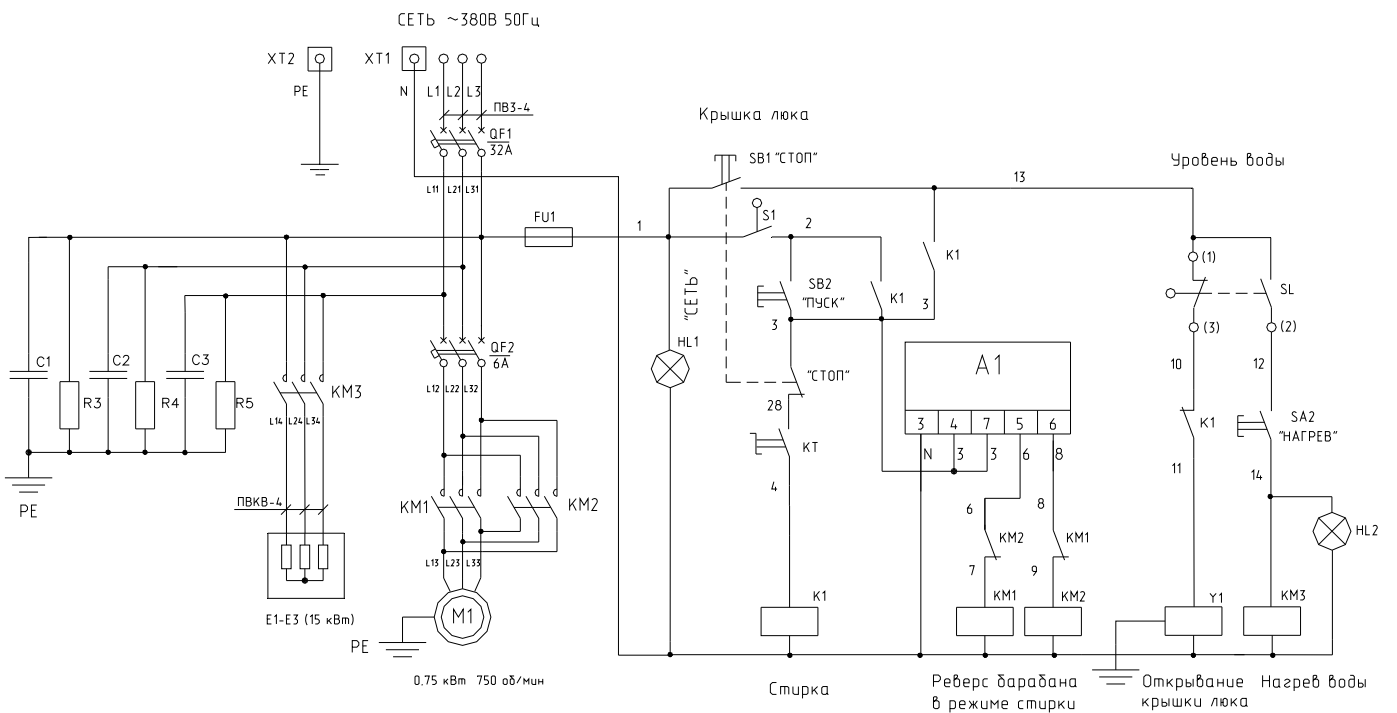 СЕТЬ ~380В 50Гц
XT2
XT1
PE
N
L1
L2
L3
ПВ3-4
QF1
32А
Крышка люка
SB1 "СТОП"
Уровень воды
L11
L21
L31
13
FU1
1
S1
2
"СЕТЬ"
SB2
"ПУСК"
K1
K1
3
3
(1)
SL
(3)
(2)
QF2
6А
HL1
A1
"СТОП"
10
12
C1
C2
C3
R3
R4
R5
KM3
L12
L22
L32
L14
L24
L34
28
3
4
7
5
6
K1
SA2
"НАГРЕВ"
KT
N
3
3
6
8
4
11
14
PE
ПВКВ-4
KM1
KM2
6
8
KM2
KM1
HL2
L13
L23
L33
7
9
M1
K1
KM1
KM2
Y1
KM3
E1-E3 (15 кВт)
PE
0,75 кВт 750 об/мин
Стирка
Реверс барабана
в режиме стирки
Открывание
крышки люка
Нагрев воды